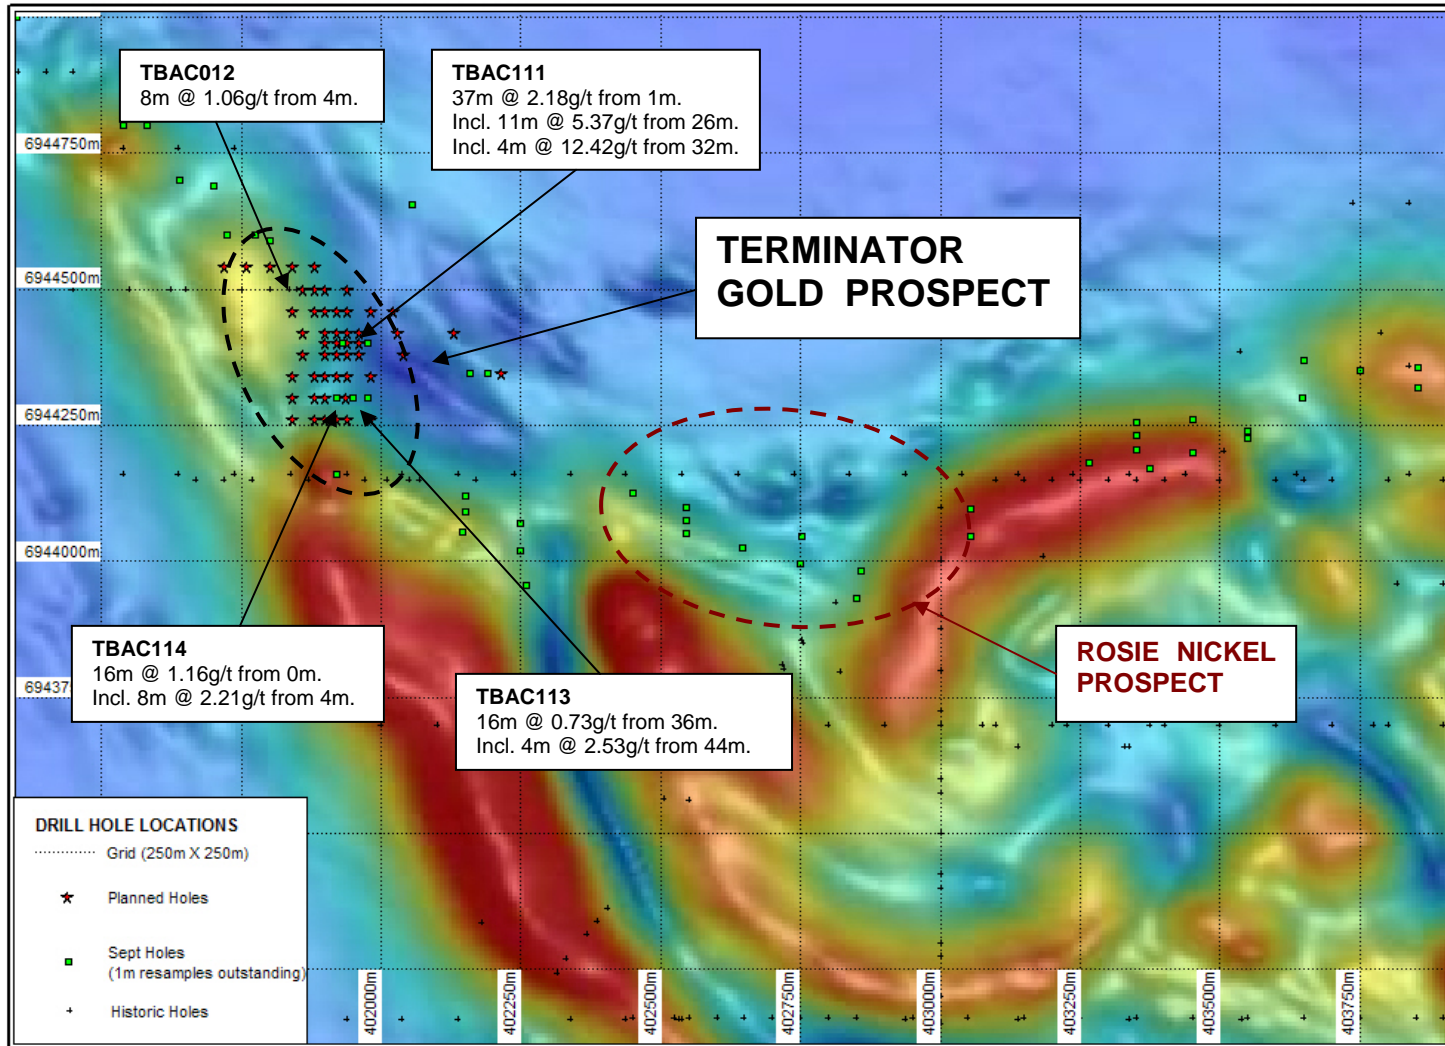 TBAC012
8m @ 1.06g/t from 4m.
TBAC111
37m @ 2.18g/t from 1m.
Incl. 11m @ 5.37g/t from 26m.
Incl. 4m @ 12.42g/t from 32m.
6944750m
TERMINATOR
GOLD PROSPECT
6944500m
6944250m
6944000m
TBAC114
16m @ 1.16g/t from 0m.
Incl. 8m @ 2.21g/t from 4m.
ROSIE NICKEL
PROSPECT
694375
TBAC113
16m @ 0.73g/t from 36m.
Incl. 4m @ 2.53g/t from 44m.
DRILL HOLE LOCATIONS
Grid (250m X 250m)
Planned Holes
Sept Holes
(1m resamples outstanding)
Historic Holes
402000m
402250m
402500m
402750m
403000m
403250m
403500m
403750m